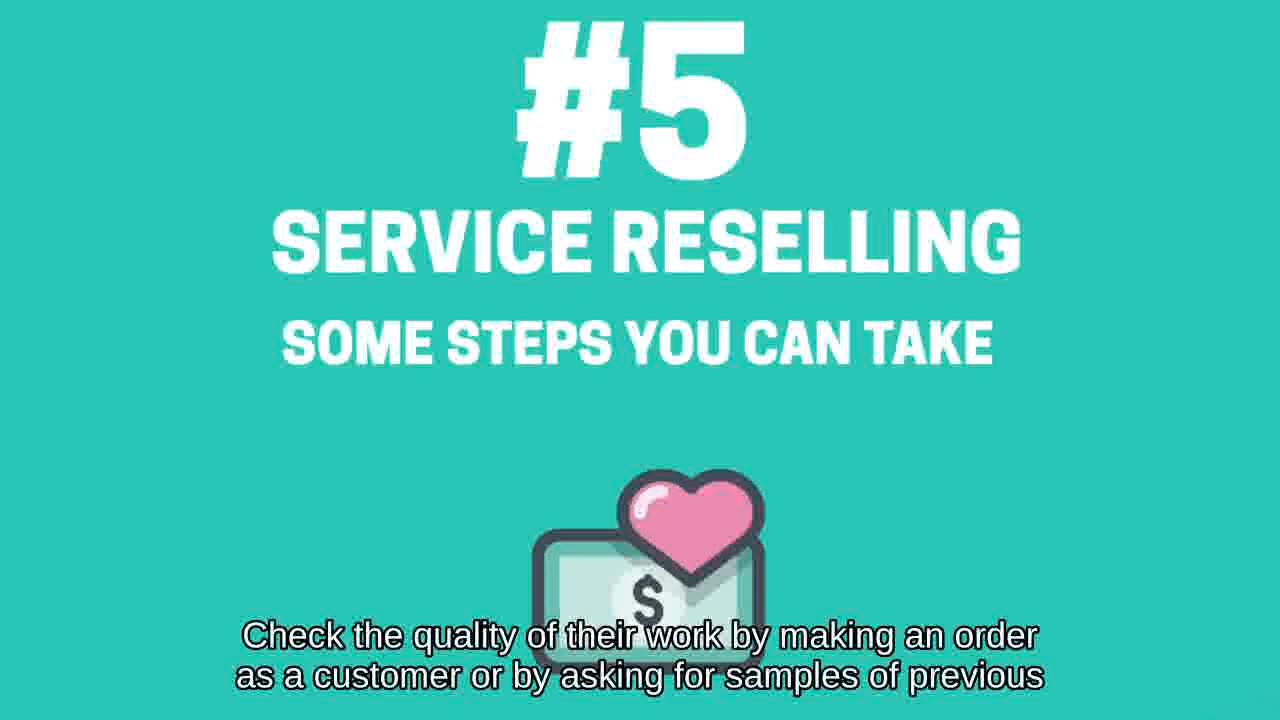 #5
SERVICE RESELLING
SOME STEPS YOU CAN TAKE
$
Check the quality of their work by making an order
as a customer or by asking for samples of previous